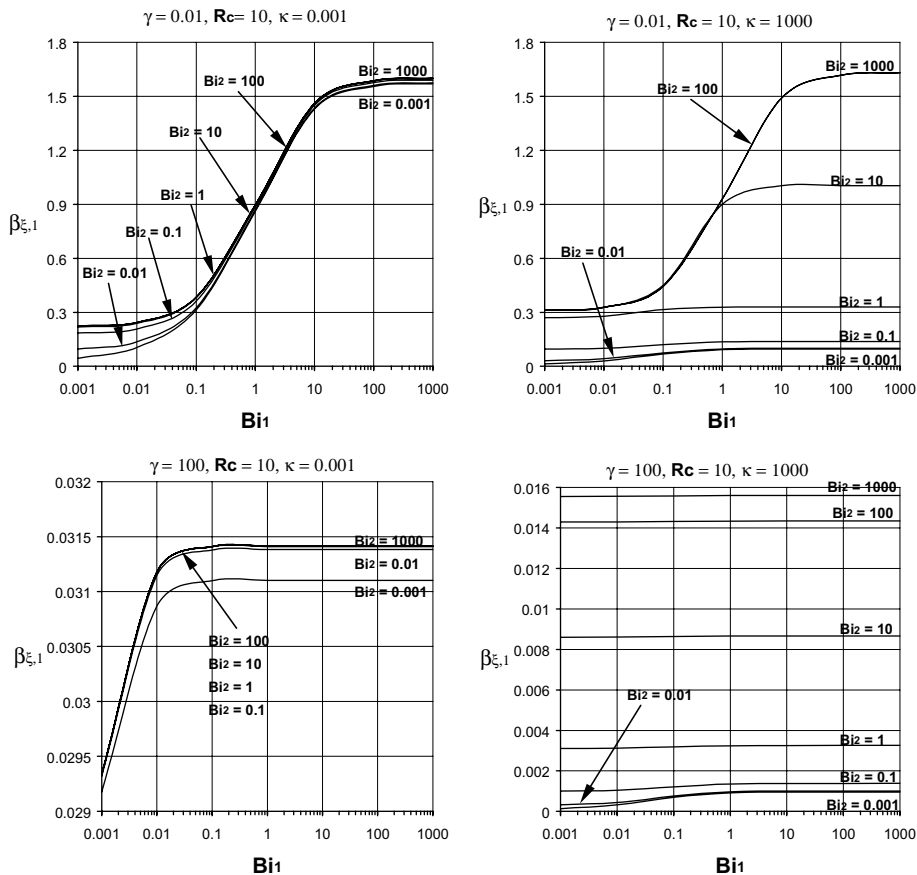 γ = 0.01, Rc = 10, κ = 0.001
1.8
1.5
1.2
0.9
0.6
0.3
0
βξ,1
Bi2 = 1000
Bi2 = 100
Bi2 = 0.001
Bi2 = 10
Bi2 = 1
Bi2 = 0.1
Bi2 = 0.01
0.001 0.01 0.1 1 10 100 1000
Bi1
γ = 0.01, Rc = 10, κ = 1000
1.8
1.5
1.2
0.9
0.6
0.3
0
βξ,1
Bi2 = 1000
Bi2 = 100
Bi2 = 10
Bi2 = 0.01
Bi2 = 1
Bi2 = 0.1
Bi2 = 0.001
0.001 0.01 0.1 1 10 100 1000
Bi1
γ = 100, Rc = 10, κ = 0.001
0.032
0.0315
0.031
0.0305
0.03
0.0295
0.029
βξ,1
Bi2 = 1000
Bi2 = 0.01
Bi2 = 0.001
Bi2 = 100
Bi2 = 10
Bi2 = 1
Bi2 = 0.1
0.001 0.01 0.1 1 10 100 1000
Bi1
γ = 100, Rc = 10, κ = 1000
0.016
0.014
0.012
0.01
0.008
0.006
0.004
0.002
0
βξ,1
Bi2 = 1000
Bi2 = 100
Bi2 = 10
Bi2 = 0.01
Bi2 = 1
Bi2 = 0.1
Bi2 = 0.001
0.001 0.01 0.1 1 10 100 1000
Bi1